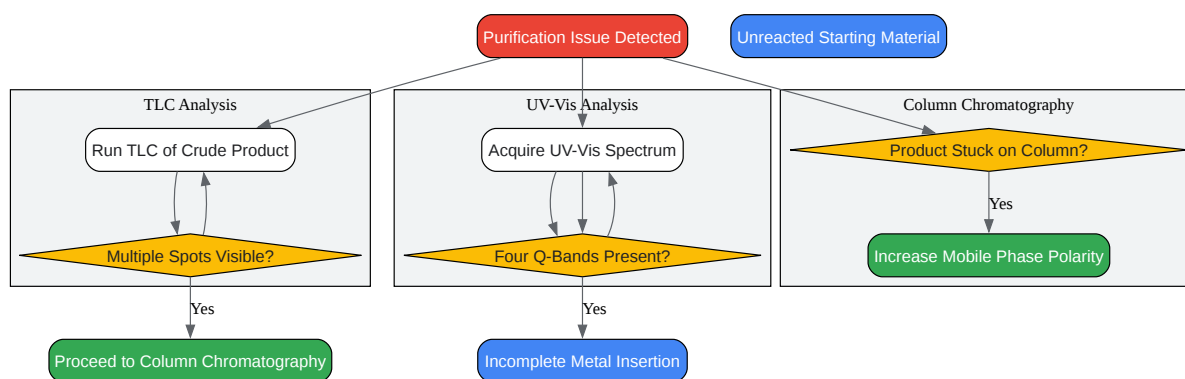 Purification Issue Detected
Unreacted Starting Material
TLC Analysis
UV-Vis Analysis
Column Chromatography
Run TLC of Crude Product
Acquire UV-Vis Spectrum
Product Stuck on Column?
Yes
Multiple Spots Visible?
Four Q-Bands Present?
Increase Mobile Phase Polarity
Yes
Yes
Proceed to Column Chromatography
Incomplete Metal Insertion